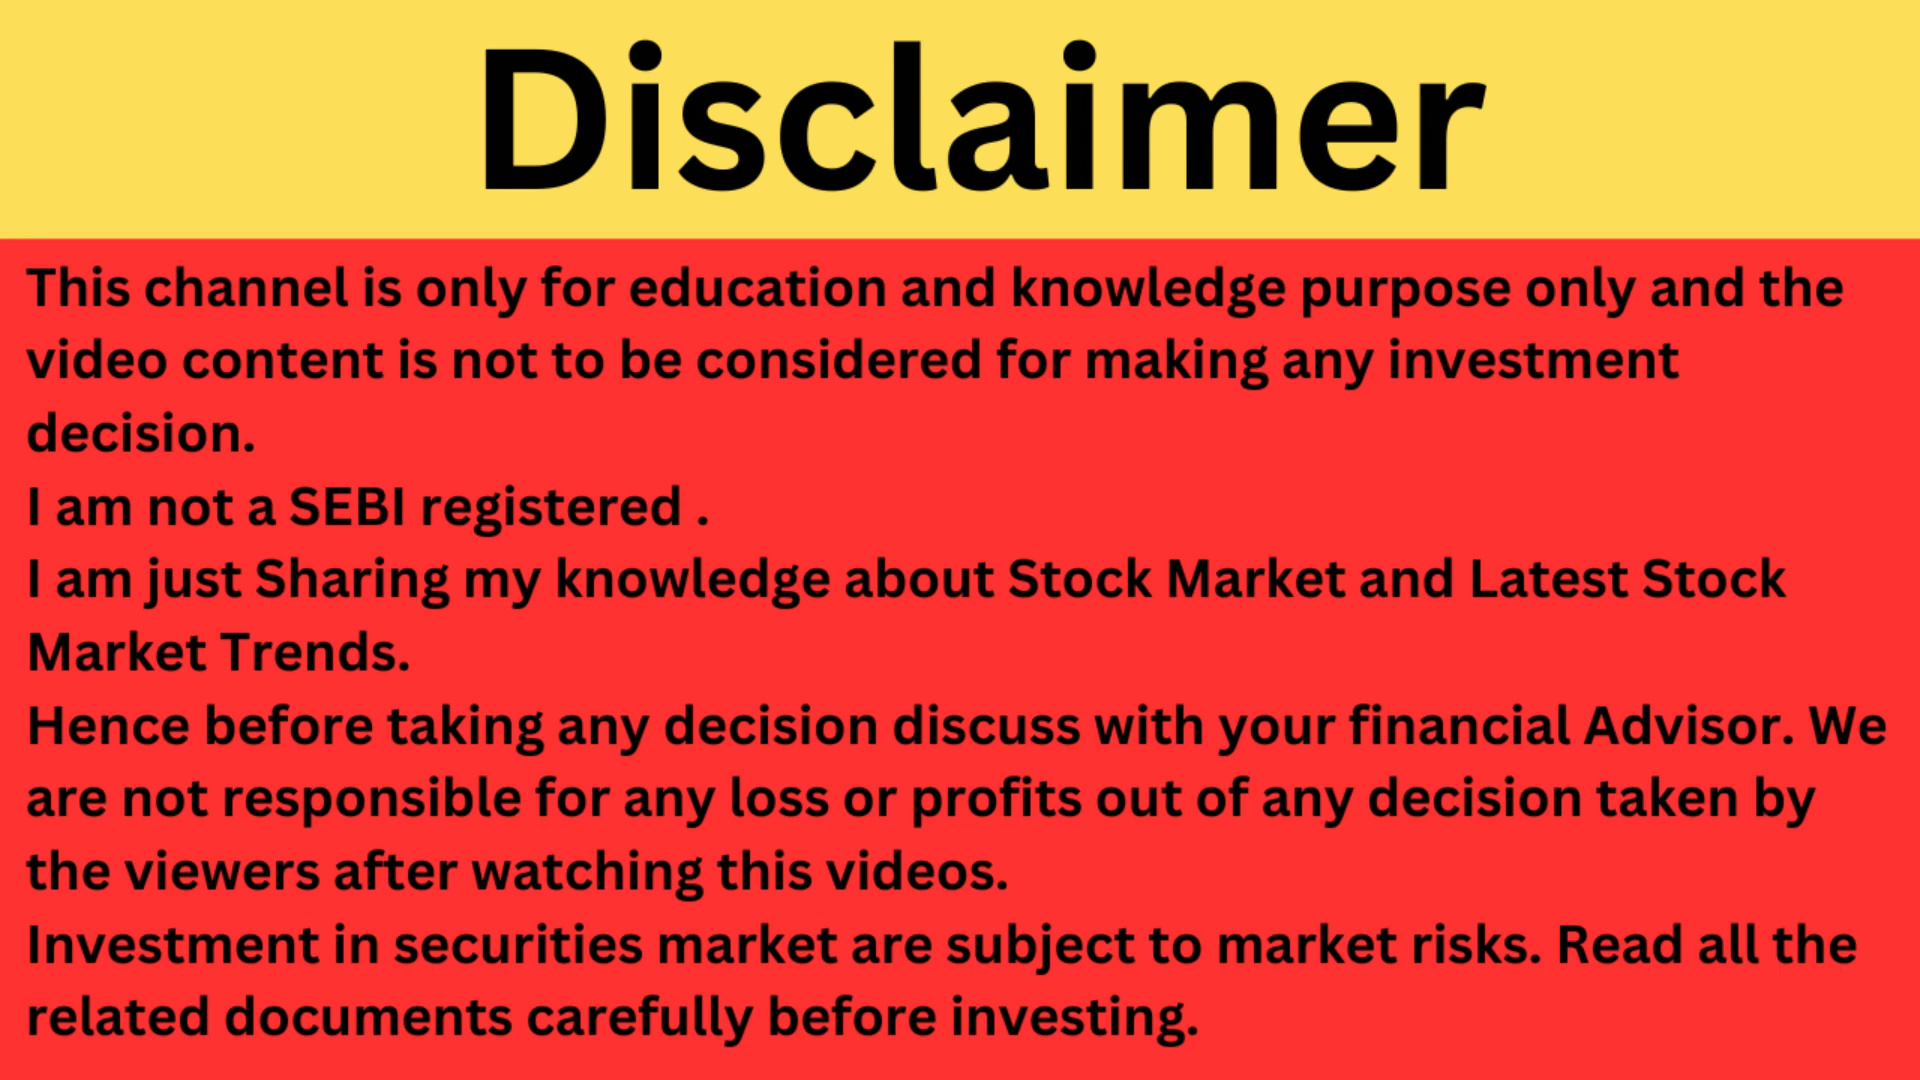 Disclaimer
This channel is only for education and knowledge purpose only and the
video content is not to be considered for making any investment
decision.
I am not a SEBI registered .
I am just Sharing my knowledge about Stock Market and Latest Stock
Market Trends.
Hence before taking any decision discuss with your financial Advisor. We
are not responsible for any loss or profits out of any decision taken by
the viewers after watching this videos.
Investment in securities market are subject to market risks. Read all the
related documents carefully before investing.